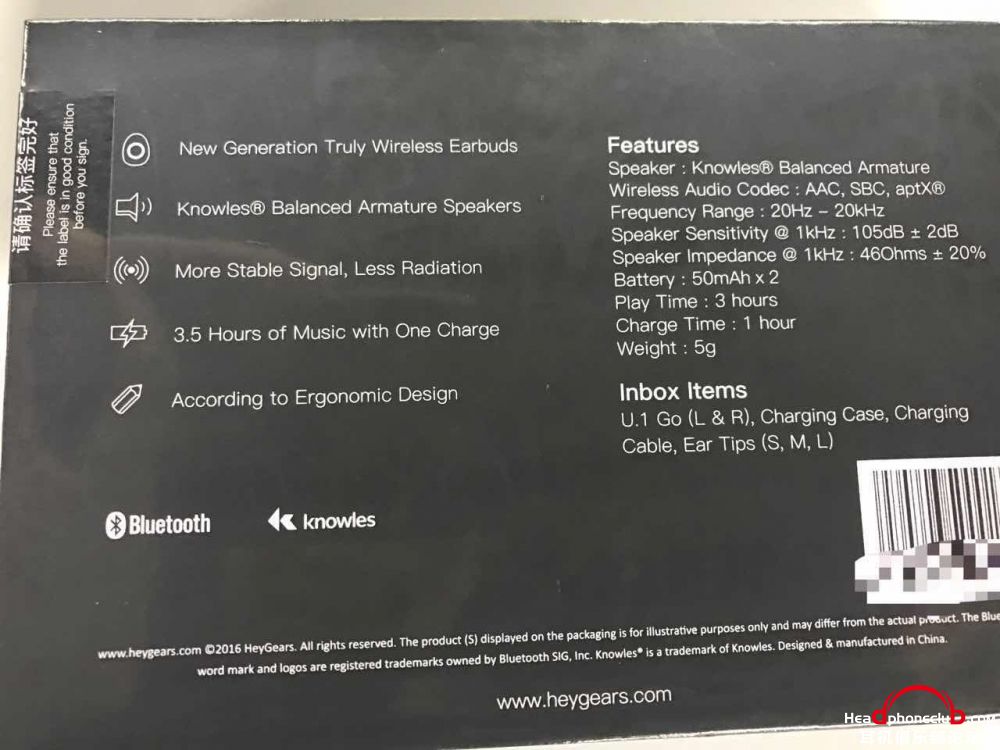 请确认标签完好
Please ensure that
the label is in good condition
before you sign.
New Generation Truly Wireless Earbuds
Knowles® Balanced Armature Speakers
More Stable Signal, Less Radiation
3.5 Hours of Music with One Charge
According to Ergonomic Design
Bluetooth
knowles
Features
Speaker : Knowles® Balanced Armature
Wireless Audio Codec : AAC, SBC, aptX®
Frequency Range : 20Hz – 20kHz
Speaker Sensitivity @ 1kHz : 105dB ± 2dB
Speaker Impedance @ 1kHz : 46Ohms ± 20%
Battery : 50mAh x 2
Play Time : 3 hours
Charge Time : 1 hour
Weight : 5g
Inbox Items
U.1 Go (L & R), Charging Case, Charging
Cable, Ear Tips (S, M, L)
www.heygears.com ©2016 HeyGears. All rights reserved. The product (S) displayed on the packaging is for illustrative purposes only and may differ from the actual product. The Blue
word mark and logos are registered trademarks owned by Bluetooth SIG, Inc. Knowles® is a trademark of Knowles. Designed & manufactured in China.
www.heygears.com
Headphoneclub.com